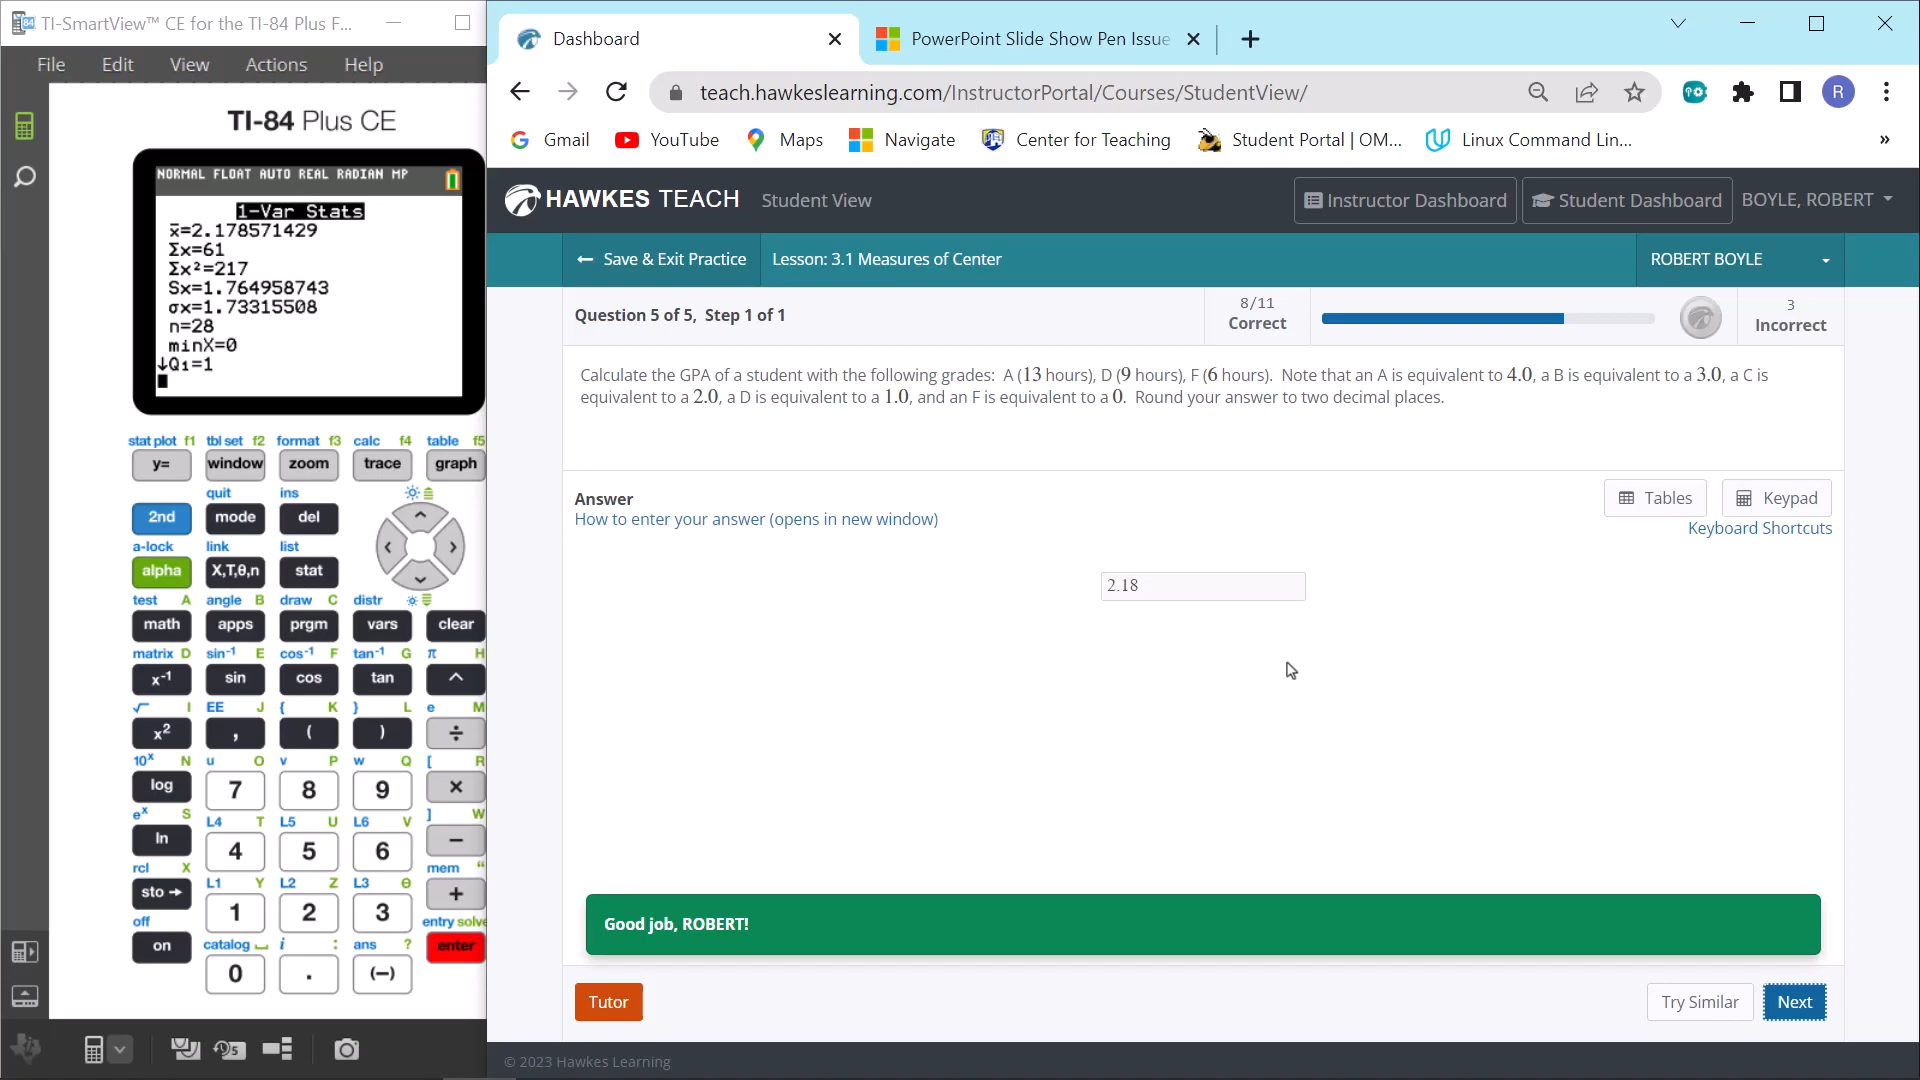 TI-SmartView™ CE for the TI-84 Plus F...
File Edit View Actions Help
TI-84 Plus CE
NORMAL FLOAT AUTO REAL RADIAN MP
1-Var Stats
x̄=2.178571429
Σx=61
Σx²=217
Sx=1.764958743
σx=1.73315508
n=28
minX=0
↓Q₁=1
stat plot f1 tbl set f2 format f3 calc f4 table f5
y= window zoom trace graph
quit ins
2nd mode del
a-lock link list
alpha X,T,θ,n stat
test A angle B draw C distr
math apps prgm vars clear
matrix D sin⁻¹ E cos⁻¹ F tan⁻¹ G π H
x⁻¹ sin cos tan ^
√ I EE J { K } L e M
x² , ( ) ÷
10ˣ N u O v P w Q [ R
log 7 8 9 ×
eˣ S L4 T L5 U L6 V ] W
ln 4 5 6 −
rcl X L1 Y L2 Z L3 θ mem “
sto → 1 2 3 +
off catalog i : ans ? entry solve
on 0 . (−) enter
Dashboard
PowerPoint Slide Show Pen Issue
teach.hawkeslearning.com/InstructorPortal/Courses/StudentView/
R
Gmail YouTube Maps Navigate Center for Teaching Student Portal | OM... Linux Command Lin... »
HAWKES TEACH Student View Instructor Dashboard Student Dashboard BOYLE, ROBERT
← Save & Exit Practice Lesson: 3.1 Measures of Center ROBERT BOYLE
Question 5 of 5, Step 1 of 1
8/11
Correct
3
Incorrect
Calculate the GPA of a student with the following grades: A (13 hours), D (9 hours), F (6 hours). Note that an A is equivalent to 4.0, a B is equivalent to a 3.0, a C is
equivalent to a 2.0, a D is equivalent to a 1.0, and an F is equivalent to a 0. Round your answer to two decimal places.
Answer
How to enter your answer (opens in new window)
Tables Keypad
Keyboard Shortcuts
2.18
Good job, ROBERT!
Tutor Try Similar Next
© 2023 Hawkes Learning